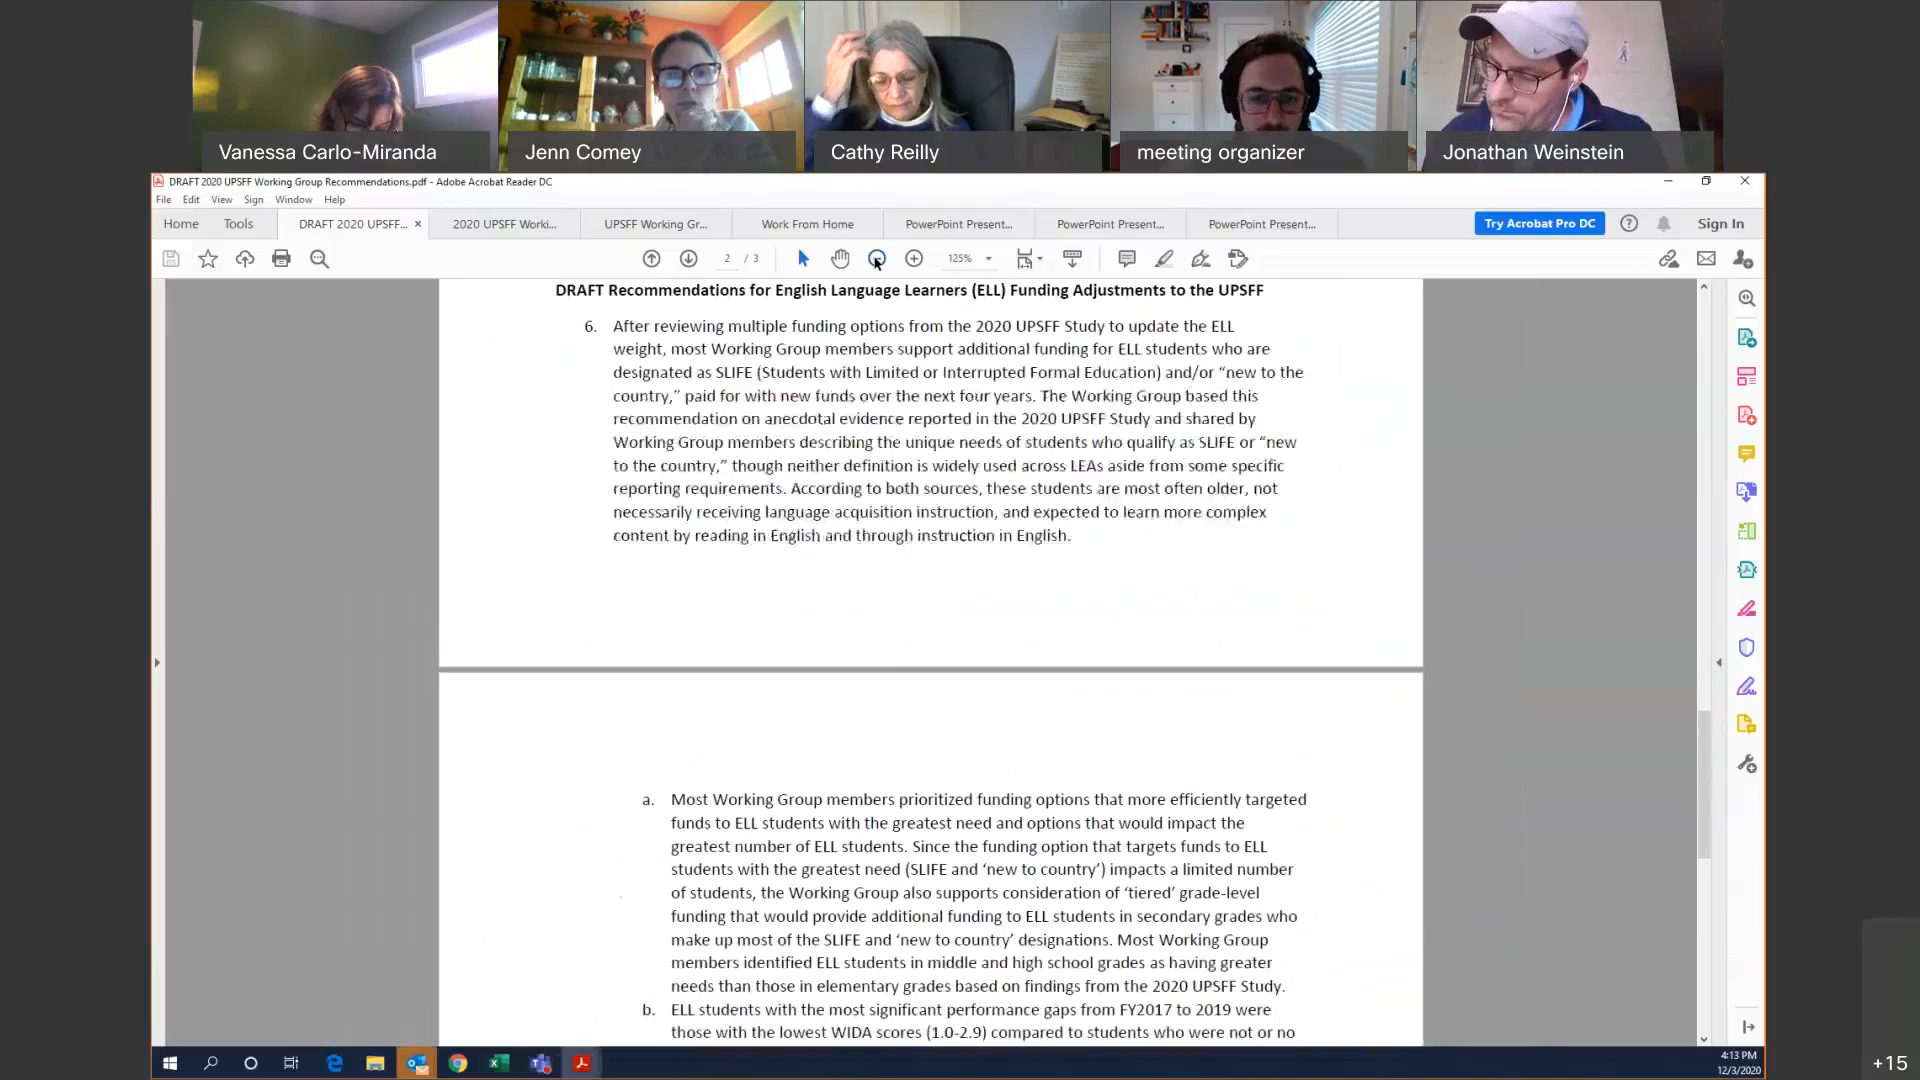 Vanessa Carlo-Miranda
Jenn Comey
Cathy Reilly
meeting organizer
Jonathan Weinstein
DRAFT 2020 UPSFF Working Group Recommendations.pdf - Adobe Acrobat Reader DC
File Edit View Sign Window Help
Home Tools DRAFT 2020 UPSFF... × 2020 UPSFF Worki... UPSFF Working Gr... Work From Home PowerPoint Present... PowerPoint Present... PowerPoint Present... Try Acrobat Pro DC Sign In
2 / 3 125%
DRAFT Recommendations for English Language Learners (ELL) Funding Adjustments to the UPSFF
6. After reviewing multiple funding options from the 2020 UPSFF Study to update the ELL
weight, most Working Group members support additional funding for ELL students who are
designated as SLIFE (Students with Limited or Interrupted Formal Education) and/or “new to the
country,” paid for with new funds over the next four years. The Working Group based this
recommendation on anecdotal evidence reported in the 2020 UPSFF Study and shared by
Working Group members describing the unique needs of students who qualify as SLIFE or “new
to the country,” though neither definition is widely used across LEAs aside from some specific
reporting requirements. According to both sources, these students are most often older, not
necessarily receiving language acquisition instruction, and expected to learn more complex
content by reading in English and through instruction in English.
a. Most Working Group members prioritized funding options that more efficiently targeted
funds to ELL students with the greatest need and options that would impact the
greatest number of ELL students. Since the funding option that targets funds to ELL
students with the greatest need (SLIFE and ‘new to country’) impacts a limited number
of students, the Working Group also supports consideration of ‘tiered’ grade-level
funding that would provide additional funding to ELL students in secondary grades who
make up most of the SLIFE and ‘new to country’ designations. Most Working Group
members identified ELL students in middle and high school grades as having greater
needs than those in elementary grades based on findings from the 2020 UPSFF Study.
b. ELL students with the most significant performance gaps from FY2017 to 2019 were
those with the lowest WIDA scores (1.0-2.9) compared to students who were not or no
4:13 PM
12/3/2020
+15